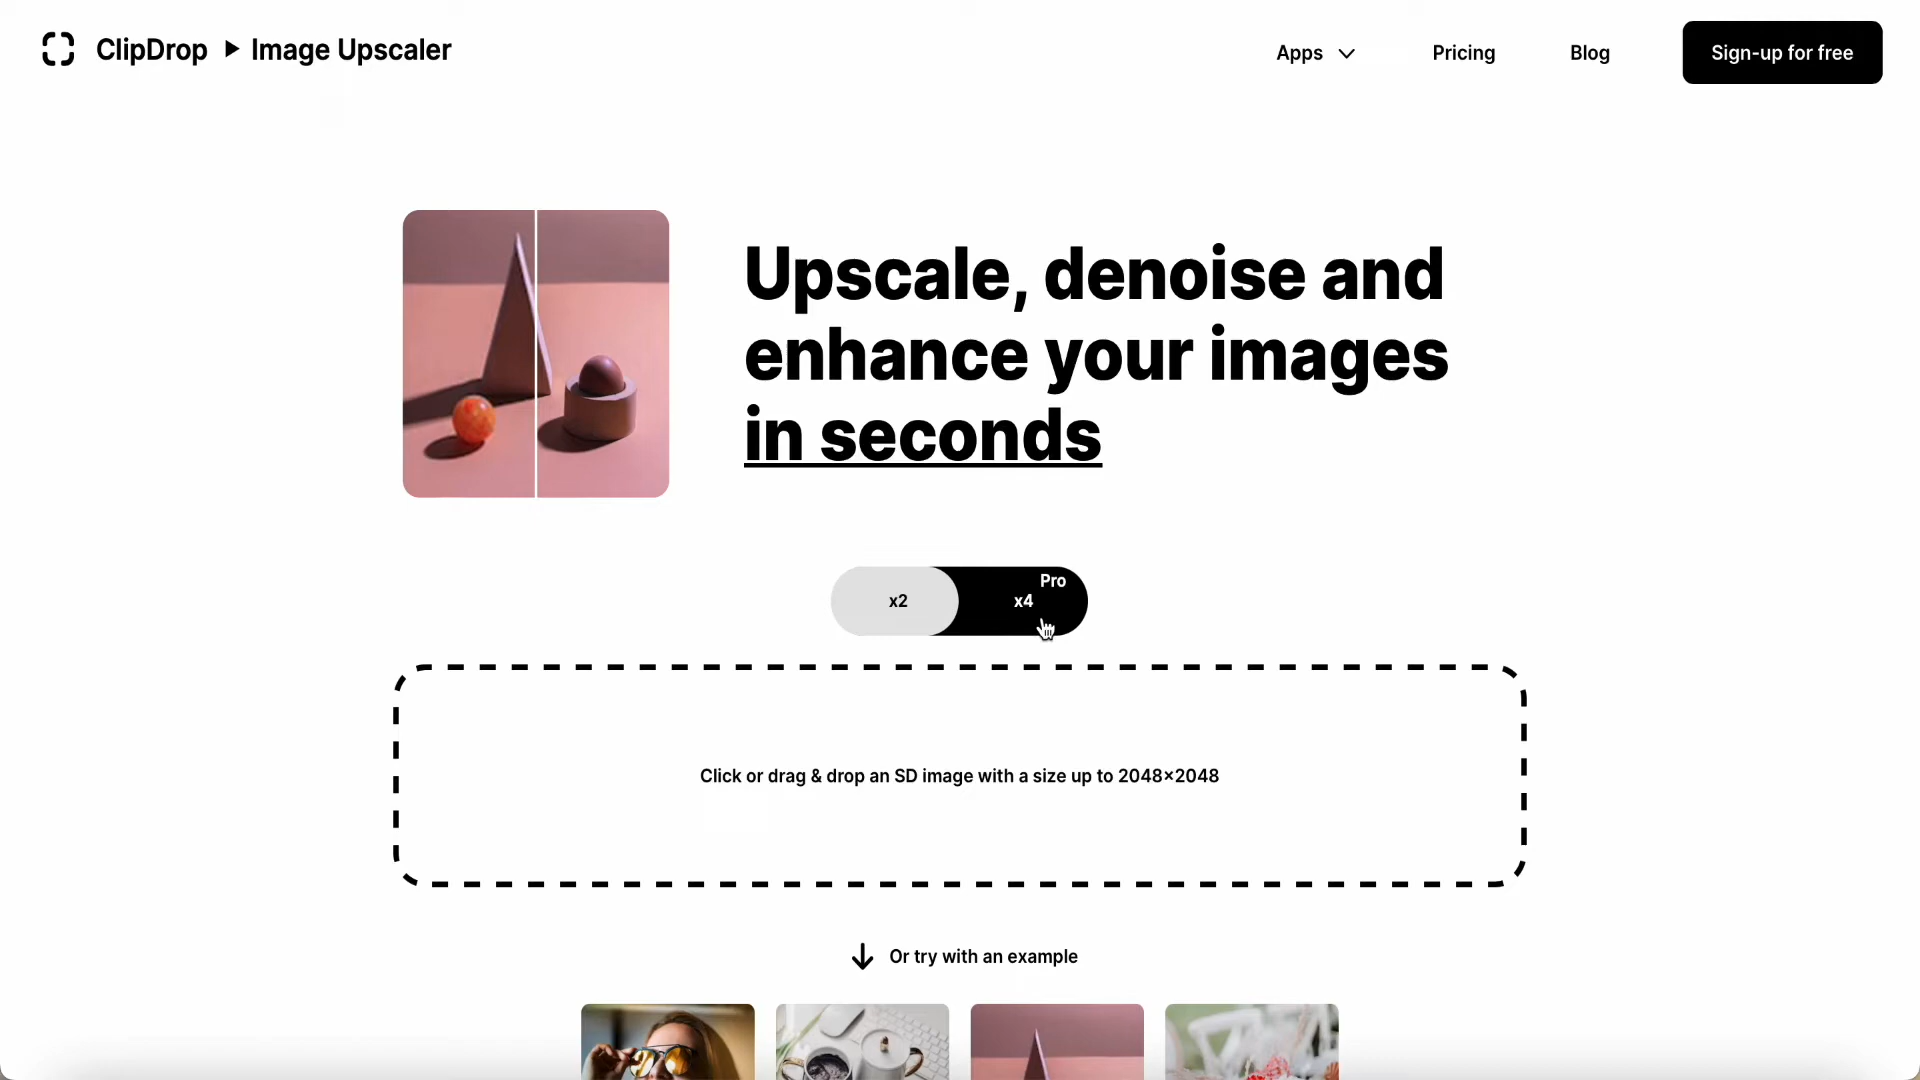 ClipDrop ▶ Image Upscaler
Apps
Pricing
Blog
Sign-up for free
Upscale, denoise and
enhance your images
in seconds
x2
x4
Pro
Click or drag & drop an SD image with a size up to 2048×2048
Or try with an example